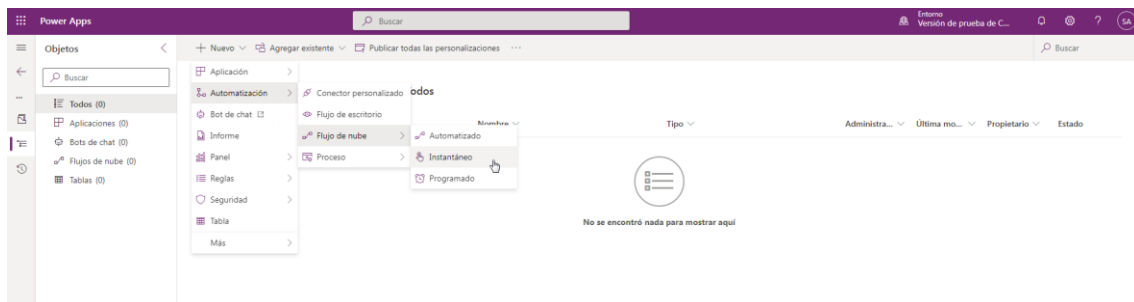 Power Apps
Buscar
Entorno
Versión de prueba de C...
?
SA
Objetos
+ Nuevo
Agregar existente
Publicar todas las personalizaciones
...
Buscar
Buscar
Todos (0)
Aplicaciones (0)
Bots de chat (0)
Flujos de nube (0)
Tablas (0)
Aplicación
Automatización
Bot de chat
Informe
Panel
Reglas
Seguridad
Tabla
Más
Conector personalizado
Flujo de escritorio
Flujo de nube
Proceso
Automatizado
Instantáneo
Programado
odos
Nombre
Tipo
Administra...
Última mo...
Propietario
Estado
No se encontró nada para mostrar aquí